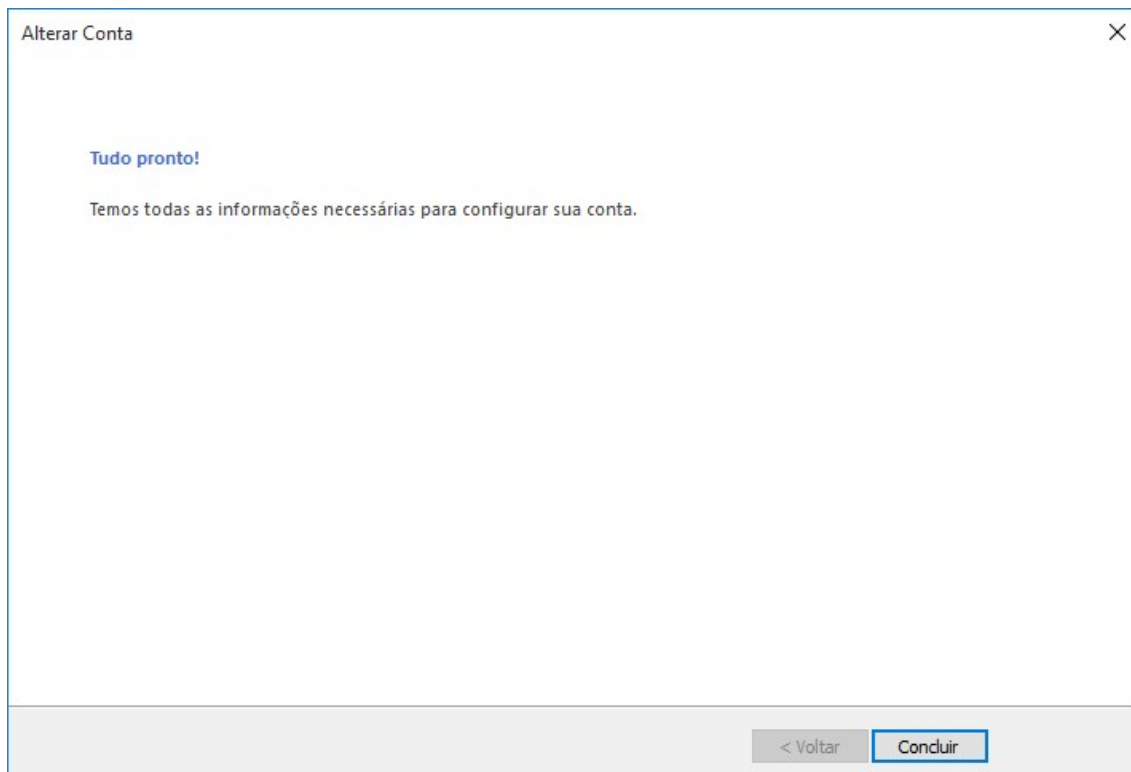 Alterar Conta
Tudo pronto!
Temos todas as informações necessárias para configurar sua conta.
< Voltar
Concluir